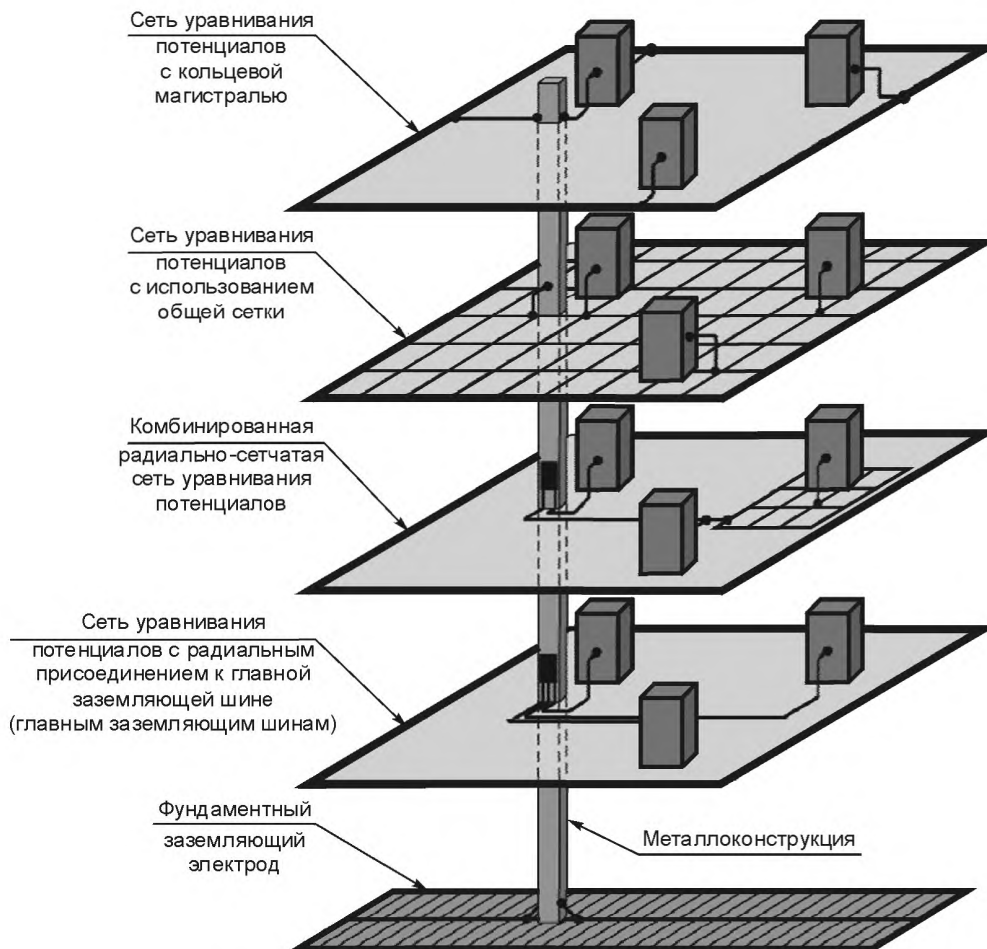 Сеть уравнивания
потенциалов
с кольцевой
магистралью
Сеть уравнивания
потенциалов
с использованием
общей сетки
Комбинированная
радиально-сетчатая
сеть уравнивания
потенциалов
Сеть уравнивания
потенциалов с радиальным
присоединением к главной
заземляющей шине
(главным заземляющим шинам)
Фундаментный
заземляющий
электрод
Металлоконструкция